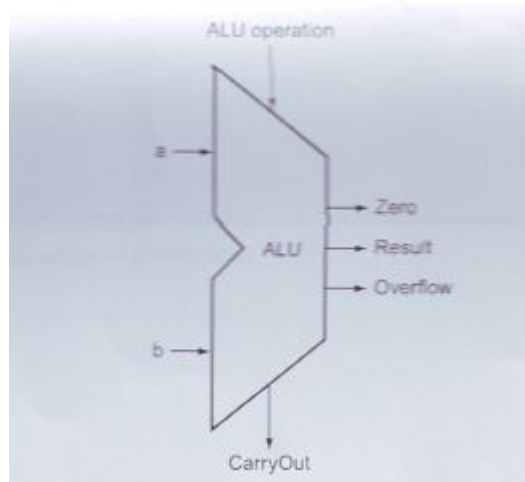 ALU operation
a
Zero
ALU
Result
Overflow
b
CarryOut